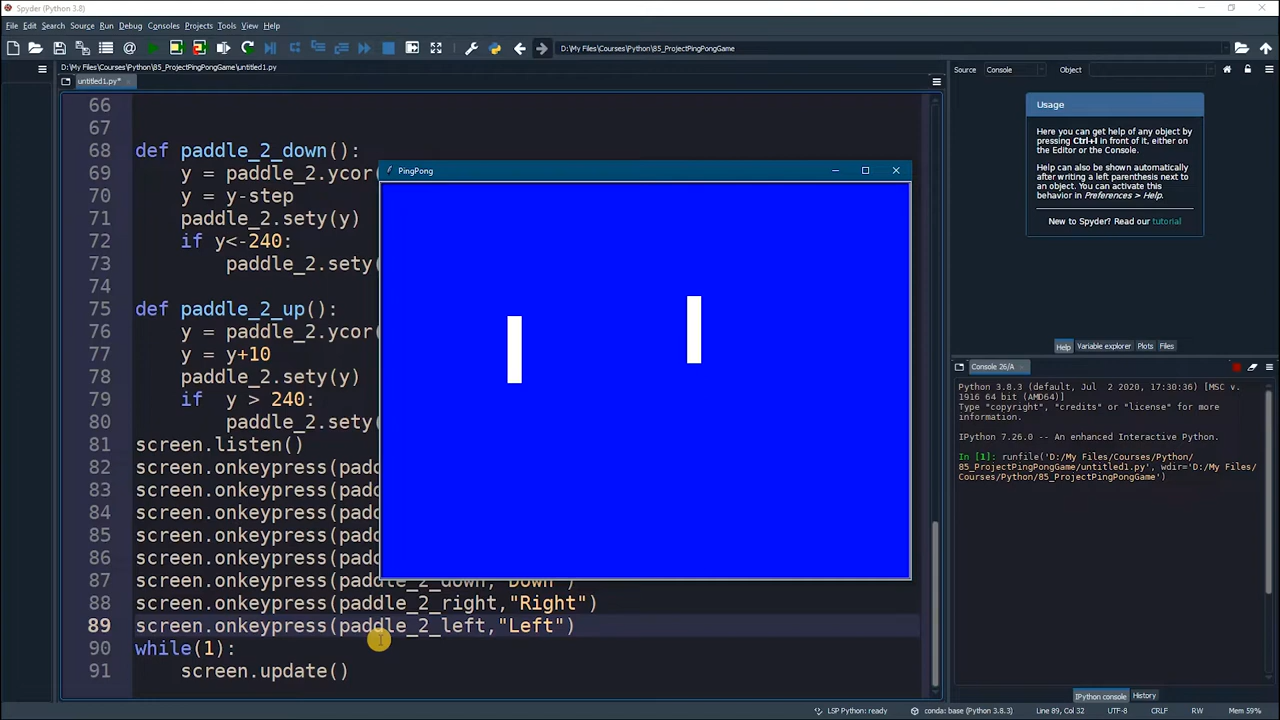 Spyder (Python 3.8)
File Edit Search Source Run Debug Consoles Projects Tools View Help
D:\My Files\Courses\Python\85_ProjectPingPongGame
D:\My Files\Courses\Python\85_ProjectPingPongGame\untitled1.py
untitled1.py*
66
67
68 def paddle_2_down():
69 y = paddle_2.ycor(
70 y = y-step
71 paddle_2.sety(y)
72 if y<-240:
73 paddle_2.sety(
74
75 def paddle_2_up():
76 y = paddle_2.ycor(
77 y = y+10
78 paddle_2.sety(y)
79 if y > 240:
80 paddle_2.sety(
81 screen.listen()
82 screen.onkeypress(padd
83 screen.onkeypress(padd
84 screen.onkeypress(padd
85 screen.onkeypress(padd
86 screen.onkeypress(padd
87 screen.onkeypress(paddle_2_down,"Down")
88 screen.onkeypress(paddle_2_right,"Right")
89 screen.onkeypress(paddle_2_left,"Left")
90 while(1):
91 screen.update()
PingPong
Source Console Object
Usage
Here you can get help of any object by
pressing Ctrl+I in front of it, either on
the Editor or the Console.
Help can also be shown automatically
after writing a left parenthesis next to
an object. You can activate this
behavior in Preferences > Help.
New to Spyder? Read our tutorial
Help Variable explorer Plots Files
Console 26/A
Python 3.8.3 (default, Jul 2 2020, 17:30:36) [MSC v.
1916 64 bit (AMD64)]
Type "copyright", "credits" or "license" for more
information.
IPython 7.26.0 -- An enhanced Interactive Python.
In [1]: runfile('D:/My Files/Courses/Python/
85_ProjectPingPongGame/untitled1.py', wdir='D:/My Files/
Courses/Python/85_ProjectPingPongGame')
IPython console History
LSP Python: ready conda: base (Python 3.8.3) Line 89, Col 32 UTF-8 CRLF RW Mem 59%